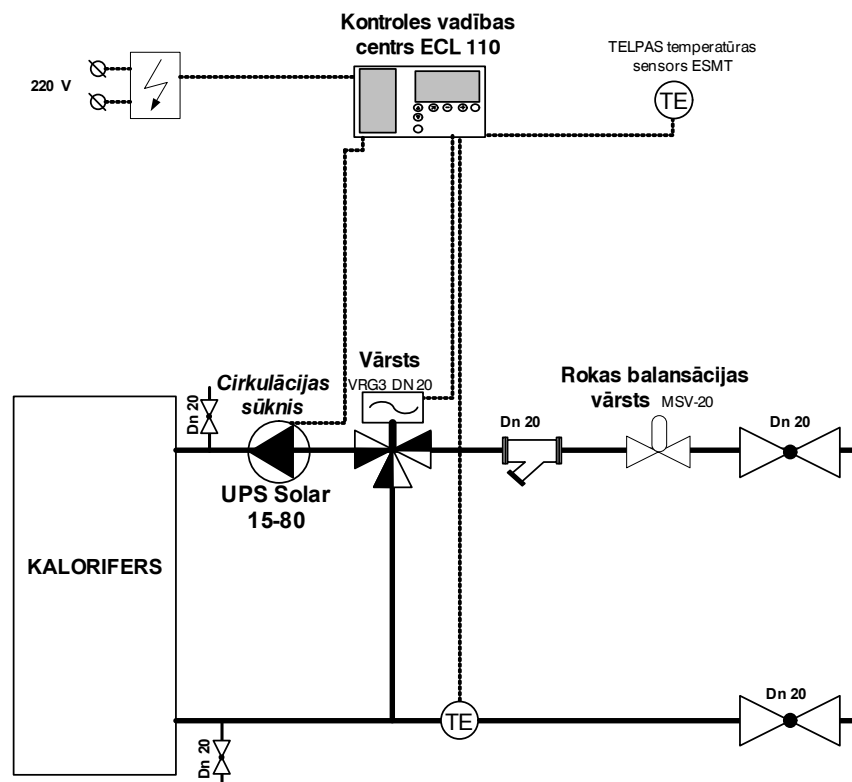 Kontroles vadības
centrs ECL 110
TELPAS temperatūras
sensors ESMT
220 V
TE
Vārsts
VRG3 DN 20
Cirkulācijas
sūknis
Dn 20
Rokas balansācijas
vārsts MSV-20
Dn 20
Dn 20
UPS Solar
15-80
KALORIFERS
Dn 20
TE
Dn 20